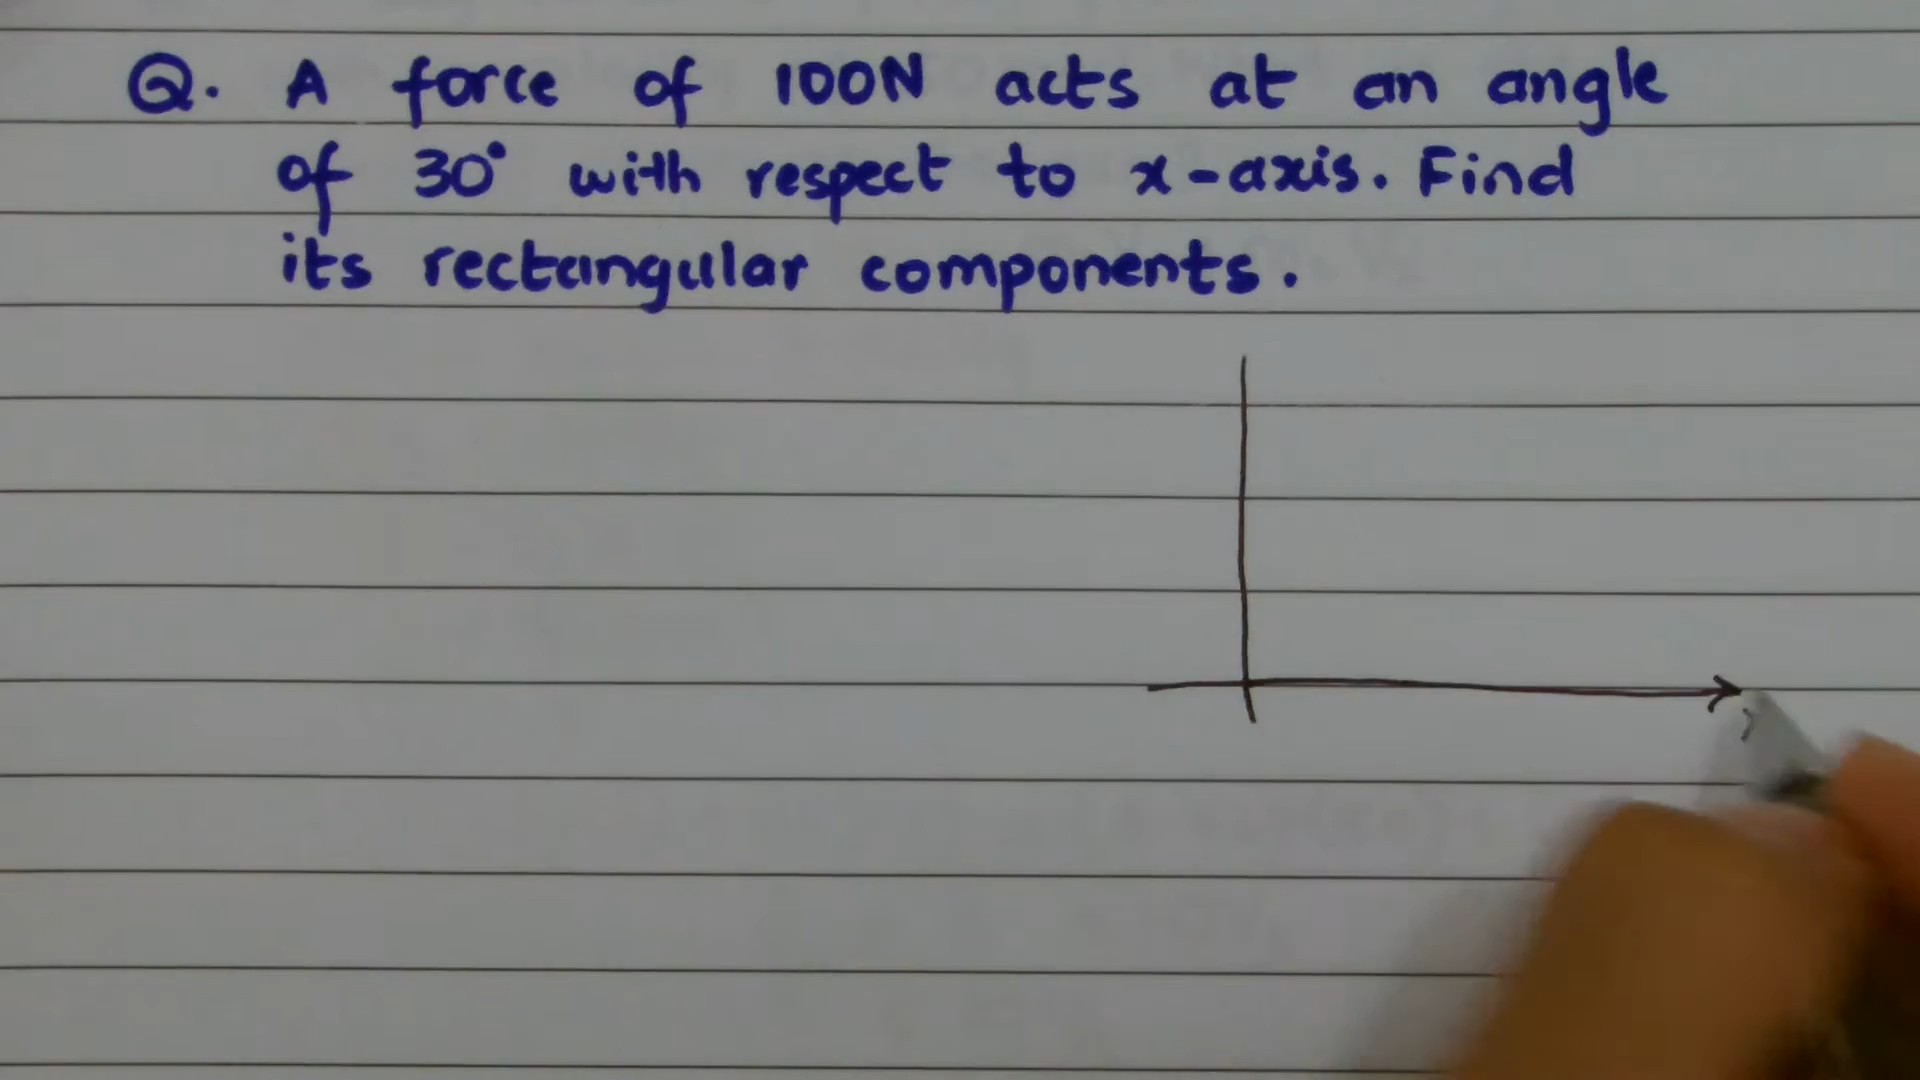 Q. A force of 100N acts at an angle
of 30° with respect to x-axis. Find
its rectangular components.